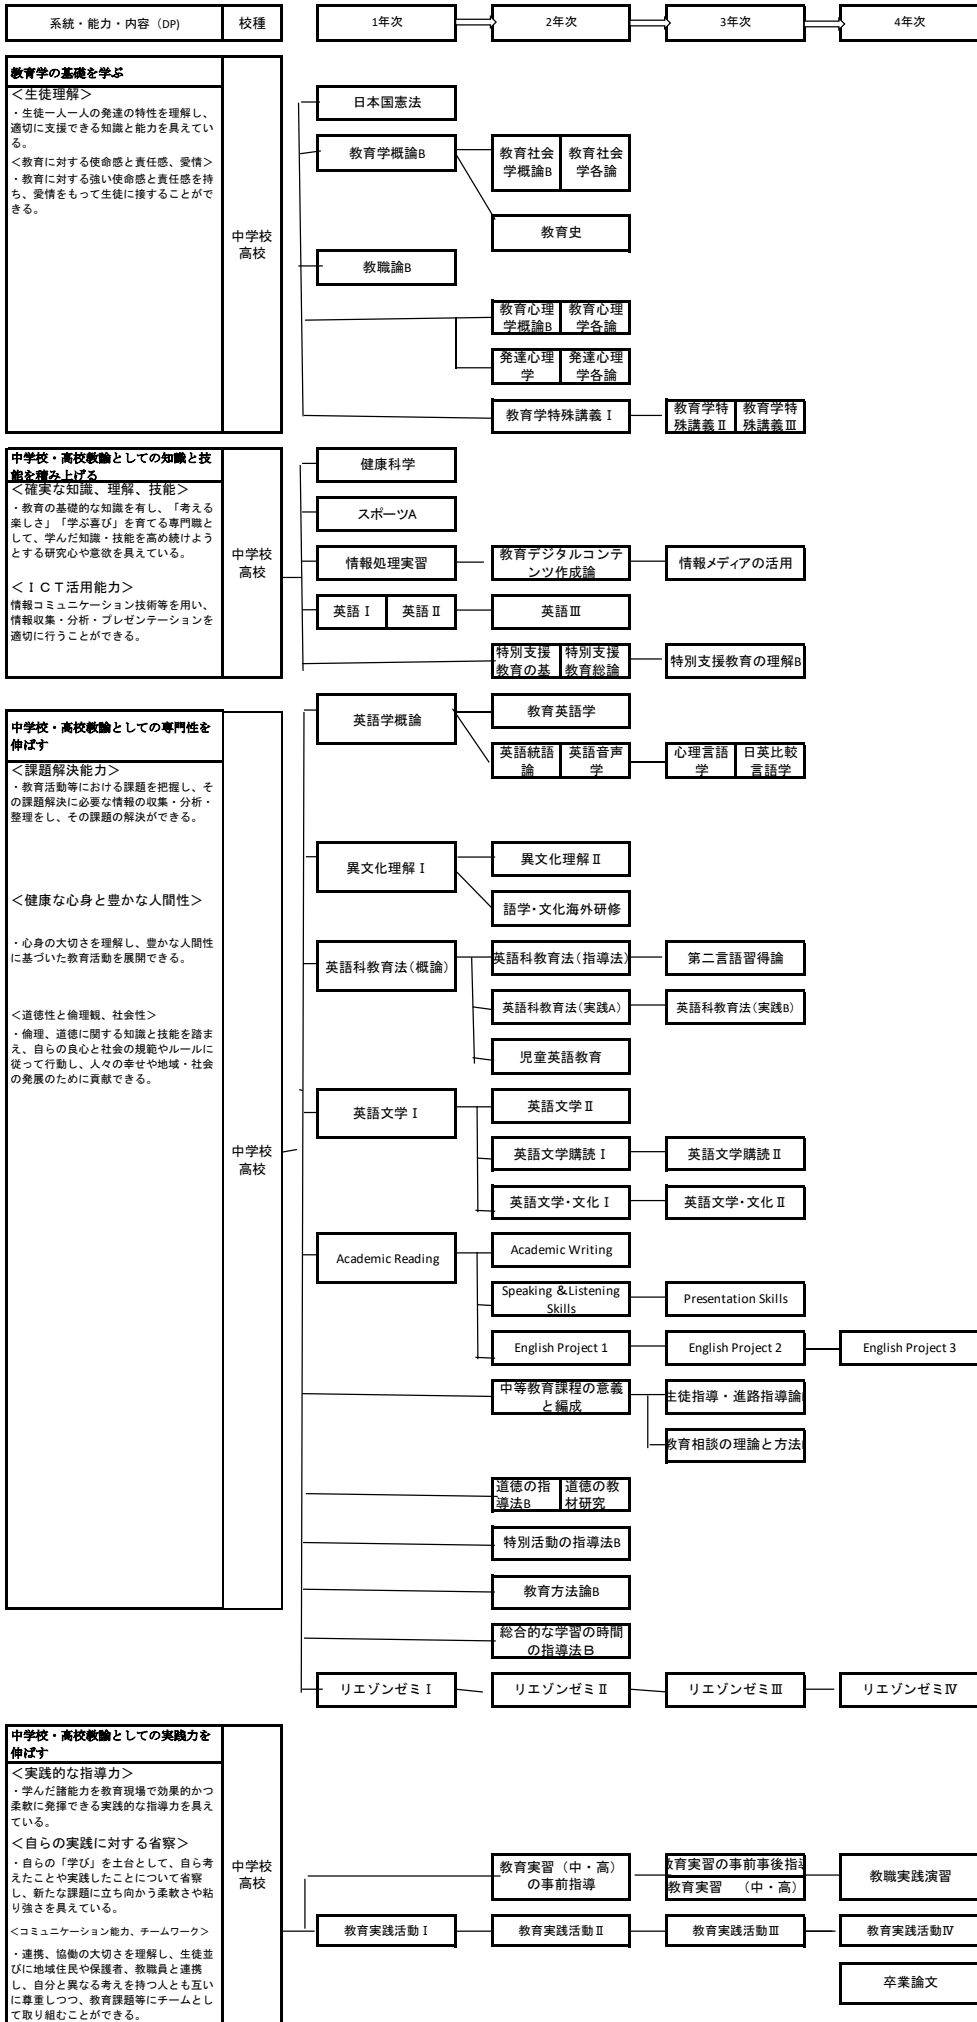 系統・能力・内容（DP)
校種
1年次
2年次
3年次
4年次
教育学の基礎を学ぶ
＜生徒理解＞
・生徒一人一人の発達の特性を理解し、
適切に支援できる知識と能力を具えてい
る。
＜教育に対する使命感と責任感、愛情＞
・教育に対する強い使命感と責任感を持
ち、愛情をもって生徒に接することがで
きる。
中学校
高校
日本国憲法
教育学概論B
教育社会
学概論B
教育社会
学各論
教育史
教職論B
教育心理
学概論B
教育心理
学各論
発達心理
学
発達心理
学各論
教育学特殊講義Ⅰ
教育学特
殊講義Ⅱ
教育学特
殊講義Ⅲ
中学校・高校教諭としての知識と技
能を積み上げる
＜確実な知識、理解、技能＞
・教育の基礎的な知識を有し、「考える
楽しさ」「学ぶ喜び」を育てる専門職と
して、学んだ知識・技能を高め続けよう
とする研究心や意欲を具えている。
＜ＩＣＴ活用能力＞
情報コミュニケーション技術等を用い、
情報収集・分析・プレゼンテーションを
適切に行うことができる。
中学校
高校
健康科学
スポーツA
情報処理実習
教育デジタルコンテ
ンツ作成論
情報メディアの活用
英語Ⅰ
英語Ⅱ
英語Ⅲ
特別支援
教育の基
特別支援
教育総論
特別支援教育の理解B
中学校・高校教諭としての専門性を
伸ばす
＜課題解決能力＞
・教育活動等における課題を把握し、そ
の課題解決に必要な情報の収集・分析・
整理をし、その課題の解決ができる。
＜健康な心身と豊かな人間性＞
・心身の大切さを理解し、豊かな人間性
に基づいた教育活動を展開できる。
＜道徳性と倫理観、社会性＞
・倫理、道徳に関する知識と技能を踏ま
え、自らの良心と社会の規範やルールに
従って行動し、人々の幸せや地域・社会
の発展のために貢献できる。
中学校
高校
英語学概論
教育英語学
英語統語
論
英語音声
学
心理言語
学
日英比較
言語学
異文化理解Ⅰ
異文化理解Ⅱ
語学・文化海外研修
英語科教育法（概論）
英語科教育法（指導法）
第二言語習得論
英語科教育法（実践A）
英語科教育法（実践B）
児童英語教育
英語文学Ⅰ
英語文学Ⅱ
英語文学購読Ⅰ
英語文学購読Ⅱ
英語文学・文化Ⅰ
英語文学・文化Ⅱ
Academic Reading
Academic Writing
Speaking ＆Listening
Skills
Presentation Skills
English Project 1
English Project 2
English Project 3
中等教育課程の意義
と編成
生徒指導・進路指導論
教育相談の理論と方法
道徳の指
導法B
道徳の教
材研究
特別活動の指導法B
教育方法論B
総合的な学習の時間
の指導法Ｂ
リエゾンゼミⅠ
リエゾンゼミⅡ
リエゾンゼミⅢ
リエゾンゼミⅣ
中学校・高校教諭としての実践力を
伸ばす
＜実践的な指導力＞
・学んだ諸能力を教育現場で効果的かつ
柔軟に発揮できる実践的な指導力を具え
ている。
＜自らの実践に対する省察＞
・自らの「学び」を土台として、自ら考
えたことや実践したことについて省察
し、新たな課題に立ち向かう柔軟さや粘
り強さを具えている。
＜コミュニケーション能力、チームワーク＞
・連携、協働の大切さを理解し、生徒並
びに地域住民や保護者、教職員と連携
し、自分と異なる考えを持つ人とも互い
に尊重しつつ、教育課題等にチームとし
て取り組むことができる。
中学校
高校
教育実習（中・高）
の事前指導
教育実習の事前事後指導
教育実習　（中・高）
教職実践演習
教育実践活動Ⅰ
教育実践活動Ⅱ
教育実践活動Ⅲ
教育実践活動Ⅳ
卒業論文